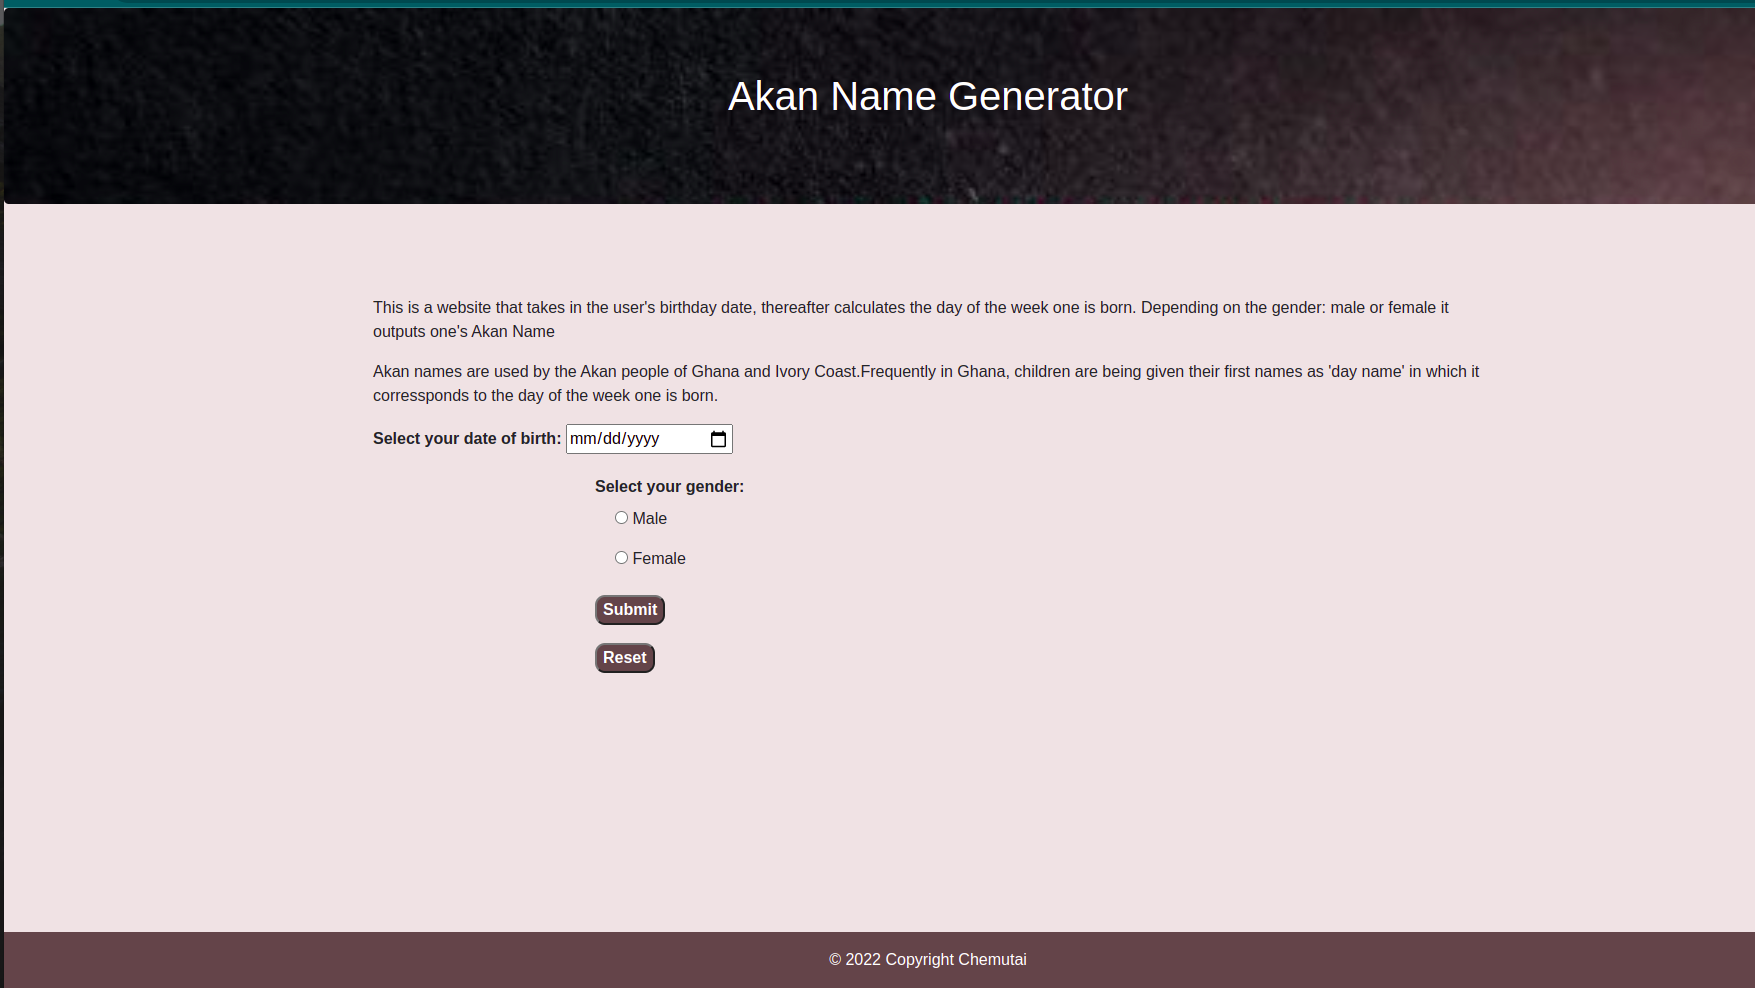 Akan Name Generator
This is a website that takes in the user's birthday date, thereafter calculates the day of the week one is born. Depending on the gender: male or female it
outputs one's Akan Name
Akan names are used by the Akan people of Ghana and Ivory Coast.Frequently in Ghana, children are being given their first names as 'day name' in which it
corressponds to the day of the week one is born.
Select your date of birth: mm/dd/yyyy
Select your gender:
Male
Female
Submit
Reset
© 2022 Copyright Chemutai